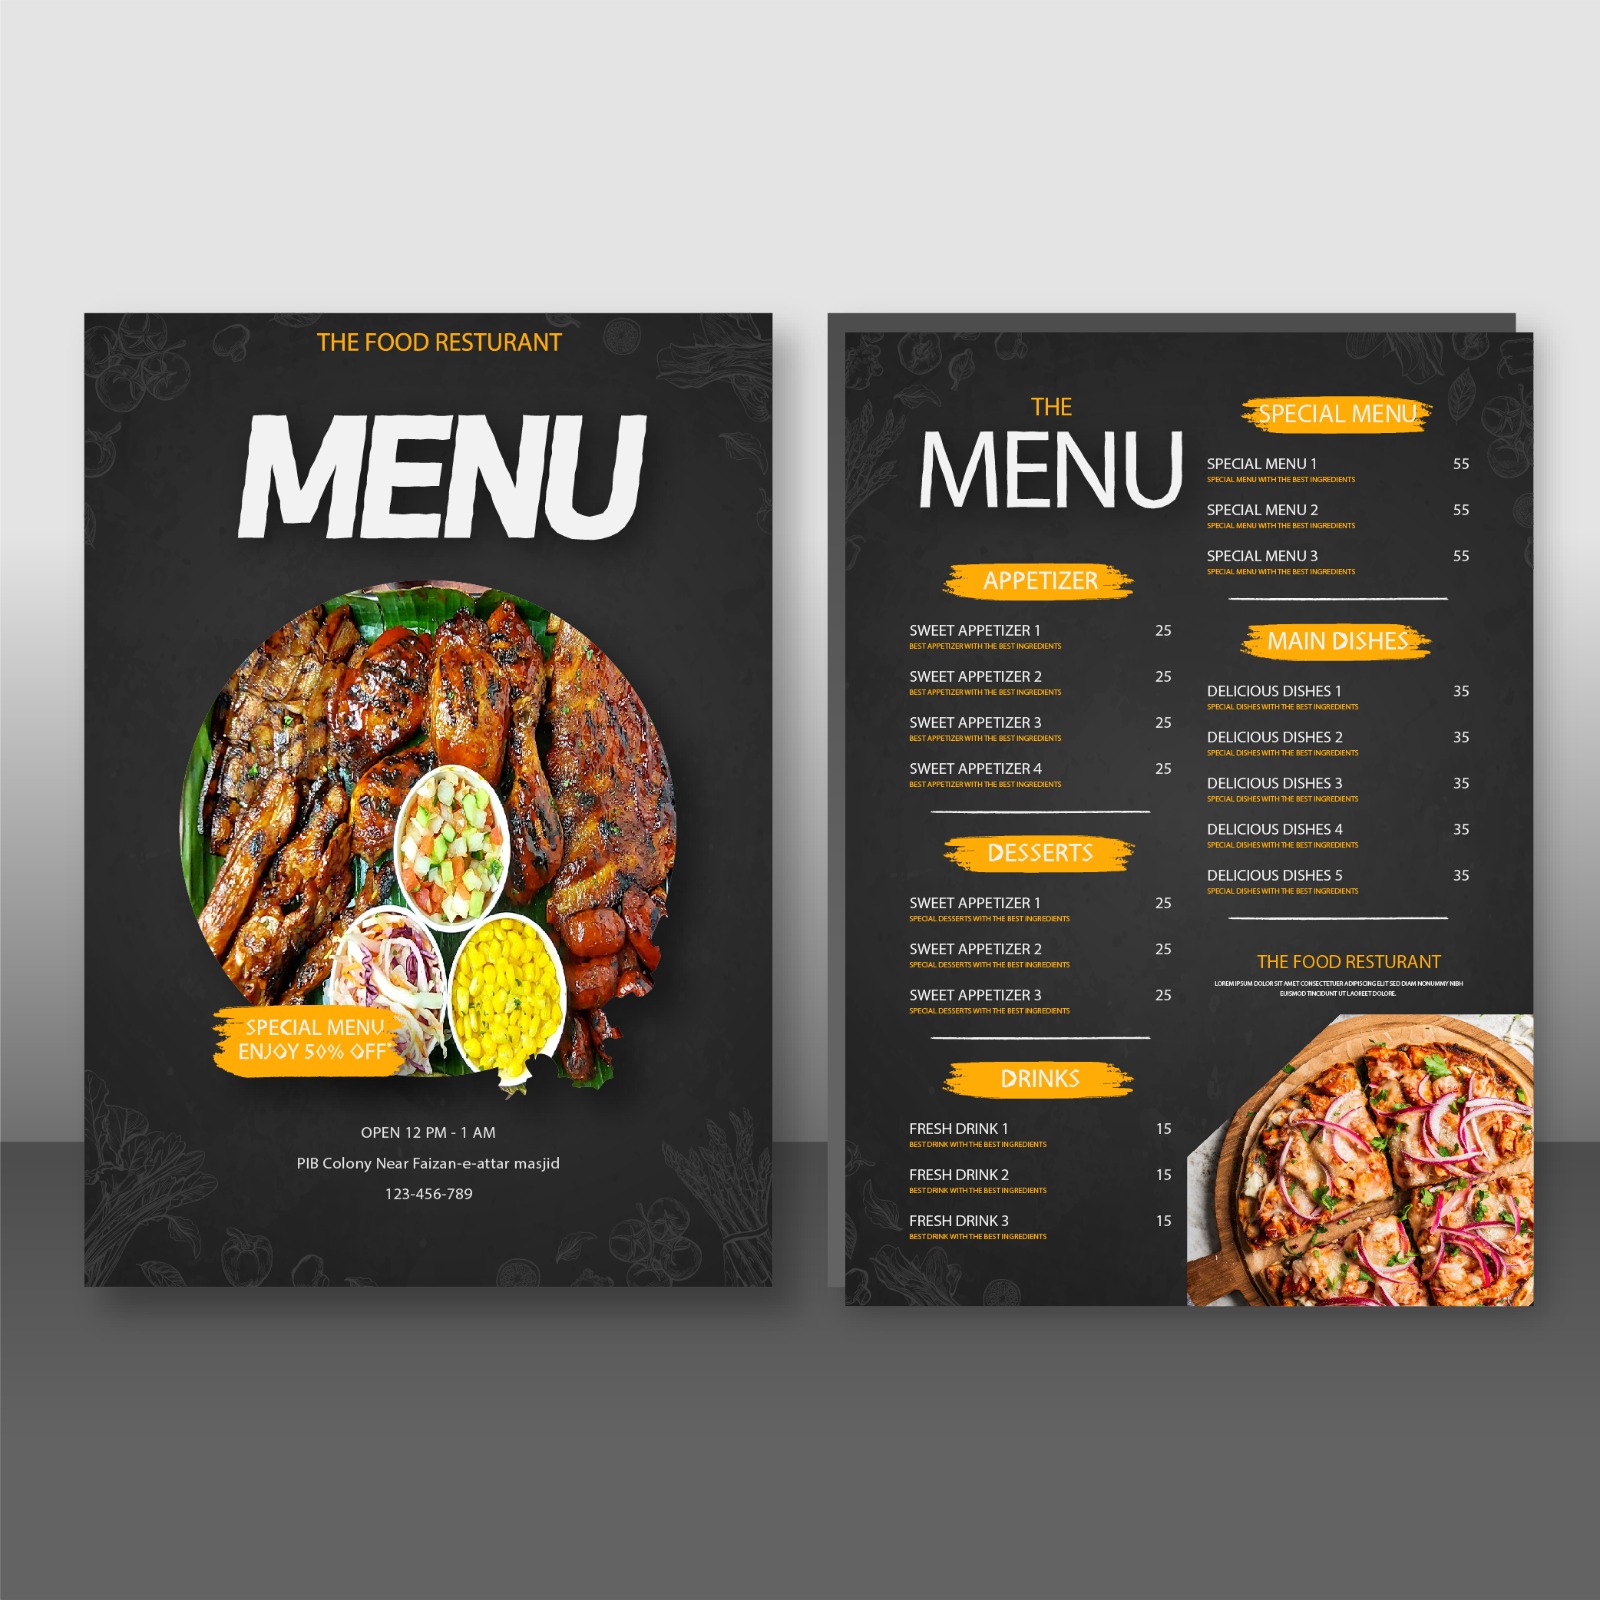 THE FOOD RESTURANT
MENU
SPECIAL MENU
ENJOY 50% OFF
OPEN 12 PM - 1 AM
PIB Colony Near Faizan-e-attar masjid
123-456-789
THE
MENU
APPETIZER
SWEET APPETIZER 1 25
BEST APPETIZER WITH THE BEST INGREDIENTS
SWEET APPETIZER 2 25
BEST APPETIZER WITH THE BEST INGREDIENTS
SWEET APPETIZER 3 25
BEST APPETIZER WITH THE BEST INGREDIENTS
SWEET APPETIZER 4 25
BEST APPETIZER WITH THE BEST INGREDIENTS
DESSERTS
SWEET APPETIZER 1 25
SPECIAL DESSERTS WITH THE BEST INGREDIENTS
SWEET APPETIZER 2 25
SPECIAL DESSERTS WITH THE BEST INGREDIENTS
SWEET APPETIZER 3 25
SPECIAL DESSERTS WITH THE BEST INGREDIENTS
DRINKS
FRESH DRINK 1 15
BEST DRINK WITH THE BEST INGREDIENTS
FRESH DRINK 2 15
BEST DRINK WITH THE BEST INGREDIENTS
FRESH DRINK 3 15
BEST DRINK WITH THE BEST INGREDIENTS
SPECIAL MENU
SPECIAL MENU 1 55
SPECIAL MENU WITH THE BEST INGREDIENTS
SPECIAL MENU 2 55
SPECIAL MENU WITH THE BEST INGREDIENTS
SPECIAL MENU 3 55
SPECIAL MENU WITH THE BEST INGREDIENTS
MAIN DISHES
DELICIOUS DISHES 1 35
SPECIAL DISHES WITH THE BEST INGREDIENTS
DELICIOUS DISHES 2 35
SPECIAL DISHES WITH THE BEST INGREDIENTS
DELICIOUS DISHES 3 35
SPECIAL DISHES WITH THE BEST INGREDIENTS
DELICIOUS DISHES 4 35
SPECIAL DISHES WITH THE BEST INGREDIENTS
DELICIOUS DISHES 5 35
SPECIAL DISHES WITH THE BEST INGREDIENTS
THE FOOD RESTURANT
LOREM IPSUM DOLOR SIT AMET CONSECTETUER ADIPISCING ELIT SED DIAM NONUMMY NIBH
EUISMOD TINCIDUNT UT LAOREET DOLORE.